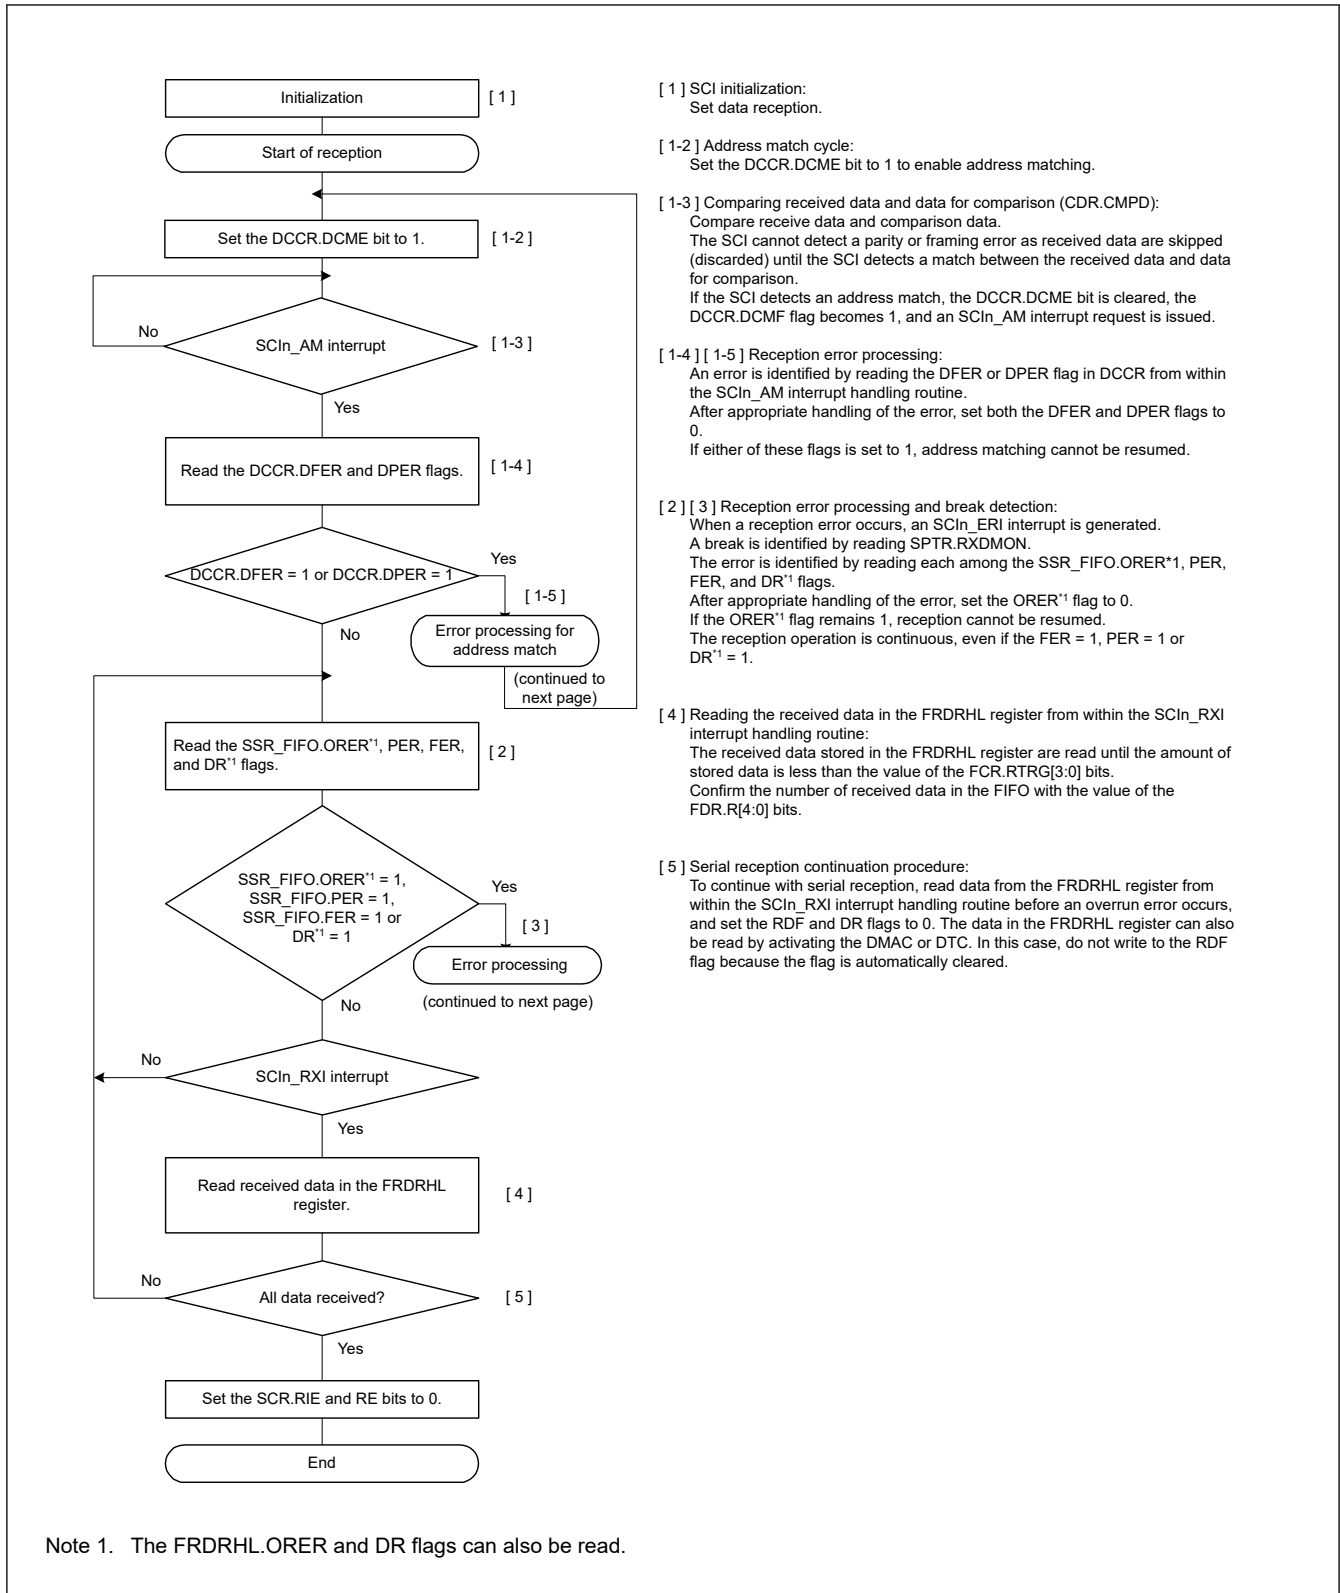 Initialization
[ 1 ]
Start of reception
Set the DCCR.DCME bit to 1.
[ 1-2 ]
No
SCIn_AM interrupt
[ 1-3 ]
Yes
Read the DCCR.DFER and DPER flags.
[ 1-4 ]
DCCR.DFER = 1 or DCCR.DPER = 1
Yes
[ 1-5 ]
No
Error processing for
address match
(continued to
next page)
Read the SSR_FIFO.ORER*1, PER, FER,
and DR*1 flags.
[ 2 ]
SSR_FIFO.ORER*1 = 1,
SSR_FIFO.PER = 1,
SSR_FIFO.FER = 1 or
DR*1 = 1
Yes
[ 3 ]
Error processing
(continued to next page)
No
No
SCIn_RXI interrupt
Yes
Read received data in the FRDRHL
register.
[ 4 ]
No
All data received?
[ 5 ]
Yes
Set the SCR.RIE and RE bits to 0.
End
[ 1 ] SCI initialization:
Set data reception.
[ 1-2 ] Address match cycle:
Set the DCCR.DCME bit to 1 to enable address matching.
[ 1-3 ] Comparing received data and data for comparison (CDR.CMPD):
Compare receive data and comparison data.
The SCI cannot detect a parity or framing error as received data are skipped
(discarded) until the SCI detects a match between the received data and data
for comparison.
If the SCI detects an address match, the DCCR.DCME bit is cleared, the
DCCR.DCMF flag becomes 1, and an SCIn_AM interrupt request is issued.
[ 1-4 ] [ 1-5 ] Reception error processing:
An error is identified by reading the DFER or DPER flag in DCCR from within
the SCIn_AM interrupt handling routine.
After appropriate handling of the error, set both the DFER and DPER flags to
0.
If either of these flags is set to 1, address matching cannot be resumed.
[ 2 ] [ 3 ] Reception error processing and break detection:
When a reception error occurs, an SCIn_ERI interrupt is generated.
A break is identified by reading SPTR.RXDMON.
The error is identified by reading each among the SSR_FIFO.ORER*1, PER,
FER, and DR*1 flags.
After appropriate handling of the error, set the ORER*1 flag to 0.
If the ORER*1 flag remains 1, reception cannot be resumed.
The reception operation is continuous, even if the FER = 1, PER = 1 or
DR*1 = 1.
[ 4 ] Reading the received data in the FRDRHL register from within the SCIn_RXI
interrupt handling routine:
The received data stored in the FRDRHL register are read until the amount of
stored data is less than the value of the FCR.RTRG[3:0] bits.
Confirm the number of received data in the FIFO with the value of the
FDR.R[4:0] bits.
[ 5 ] Serial reception continuation procedure:
To continue with serial reception, read data from the FRDRHL register from
within the SCIn_RXI interrupt handling routine before an overrun error occurs,
and set the RDF and DR flags to 0. The data in the FRDRHL register can also
be read by activating the DMAC or DTC. In this case, do not write to the RDF
flag because the flag is automatically cleared.
Note 1. The FRDRHL.ORER and DR flags can also be read.